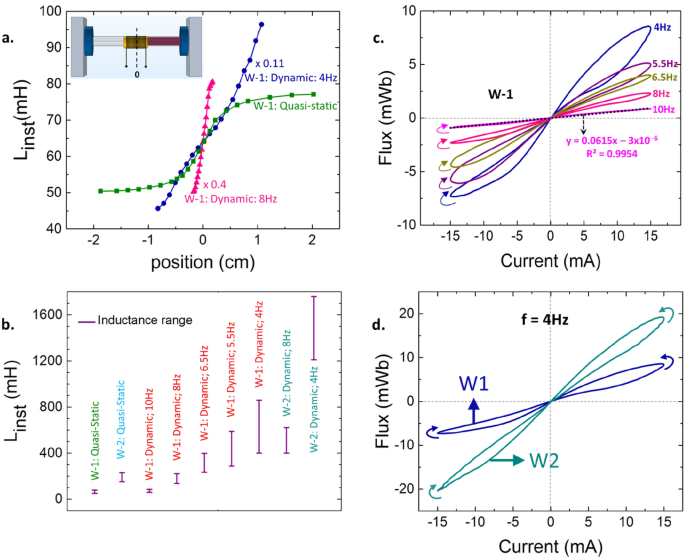 a.
100
90
80
70
60
50
40
L_inst(mH)
-2
-1
0
1
2
position (cm)
0
x 0.11
W-1: Dynamic: 4Hz
W-1: Quasi-static
x 0.4
W-1: Dynamic: 8Hz
c.
10
5
0
-5
-10
Flux (mWb)
-15
-10
-5
0
5
10
15
Current (mA)
W-1
4Hz
5.5Hz
6.5Hz
8Hz
10Hz
y = 0.0615x – 3x10⁻⁶
R² = 0.9954
b.
1600
1200
800
400
0
L_inst (mH)
Inductance range
W-1: Quasi-Static
W-2: Quasi-Static
W-1: Dynamic; 10Hz
W-1: Dynamic; 8Hz
W-1: Dynamic; 6.5Hz
W-1: Dynamic; 5.5Hz
W-1: Dynamic; 4Hz
W-2: Dynamic; 8Hz
W-2: Dynamic; 4Hz
d.
f = 4Hz
20
10
0
-10
-20
Flux (mWb)
W1
W2
-15
-10
-5
0
5
10
15
Current (mA)